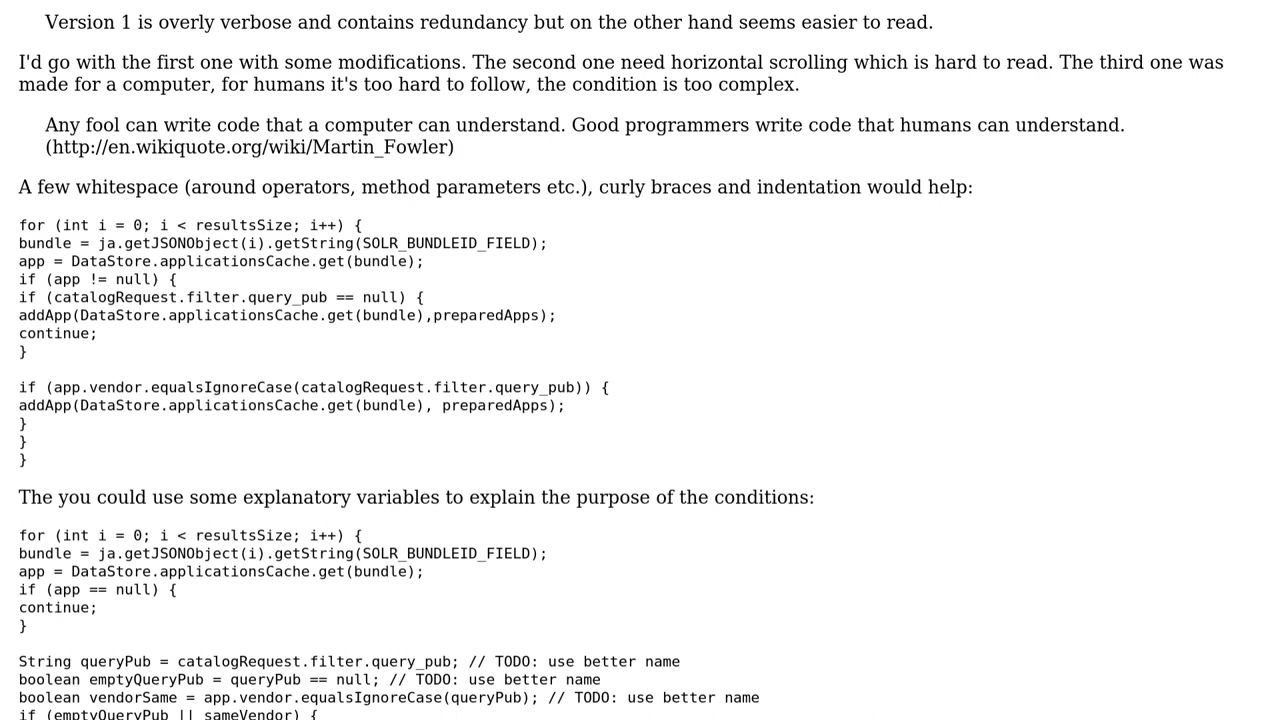 Version 1 is overly verbose and contains redundancy but on the other hand seems easier to read.
I'd go with the first one with some modifications. The second one need horizontal scrolling which is hard to read. The third one was
made for a computer, for humans it's too hard to follow, the condition is too complex.
Any fool can write code that a computer can understand. Good programmers write code that humans can understand.
(http://en.wikiquote.org/wiki/Martin_Fowler)
A few whitespace (around operators, method parameters etc.), curly braces and indentation would help:
for (int i = 0; i < resultsSize; i++) {
bundle = ja.getJSONObject(i).getString(SOLR_BUNDLEID_FIELD);
app = DataStore.applicationsCache.get(bundle);
if (app != null) {
if (catalogRequest.filter.query_pub == null) {
addApp(DataStore.applicationsCache.get(bundle),preparedApps);
continue;
}
if (app.vendor.equalsIgnoreCase(catalogRequest.filter.query_pub)) {
addApp(DataStore.applicationsCache.get(bundle), preparedApps);
}
}
}
The you could use some explanatory variables to explain the purpose of the conditions:
for (int i = 0; i < resultsSize; i++) {
bundle = ja.getJSONObject(i).getString(SOLR_BUNDLEID_FIELD);
app = DataStore.applicationsCache.get(bundle);
if (app == null) {
continue;
}
String queryPub = catalogRequest.filter.query_pub; // TODO: use better name
boolean emptyQueryPub = queryPub == null; // TODO: use better name
boolean vendorSame = app.vendor.equalsIgnoreCase(queryPub); // TODO: use better name
if (emptyQueryPub || sameVendor) {